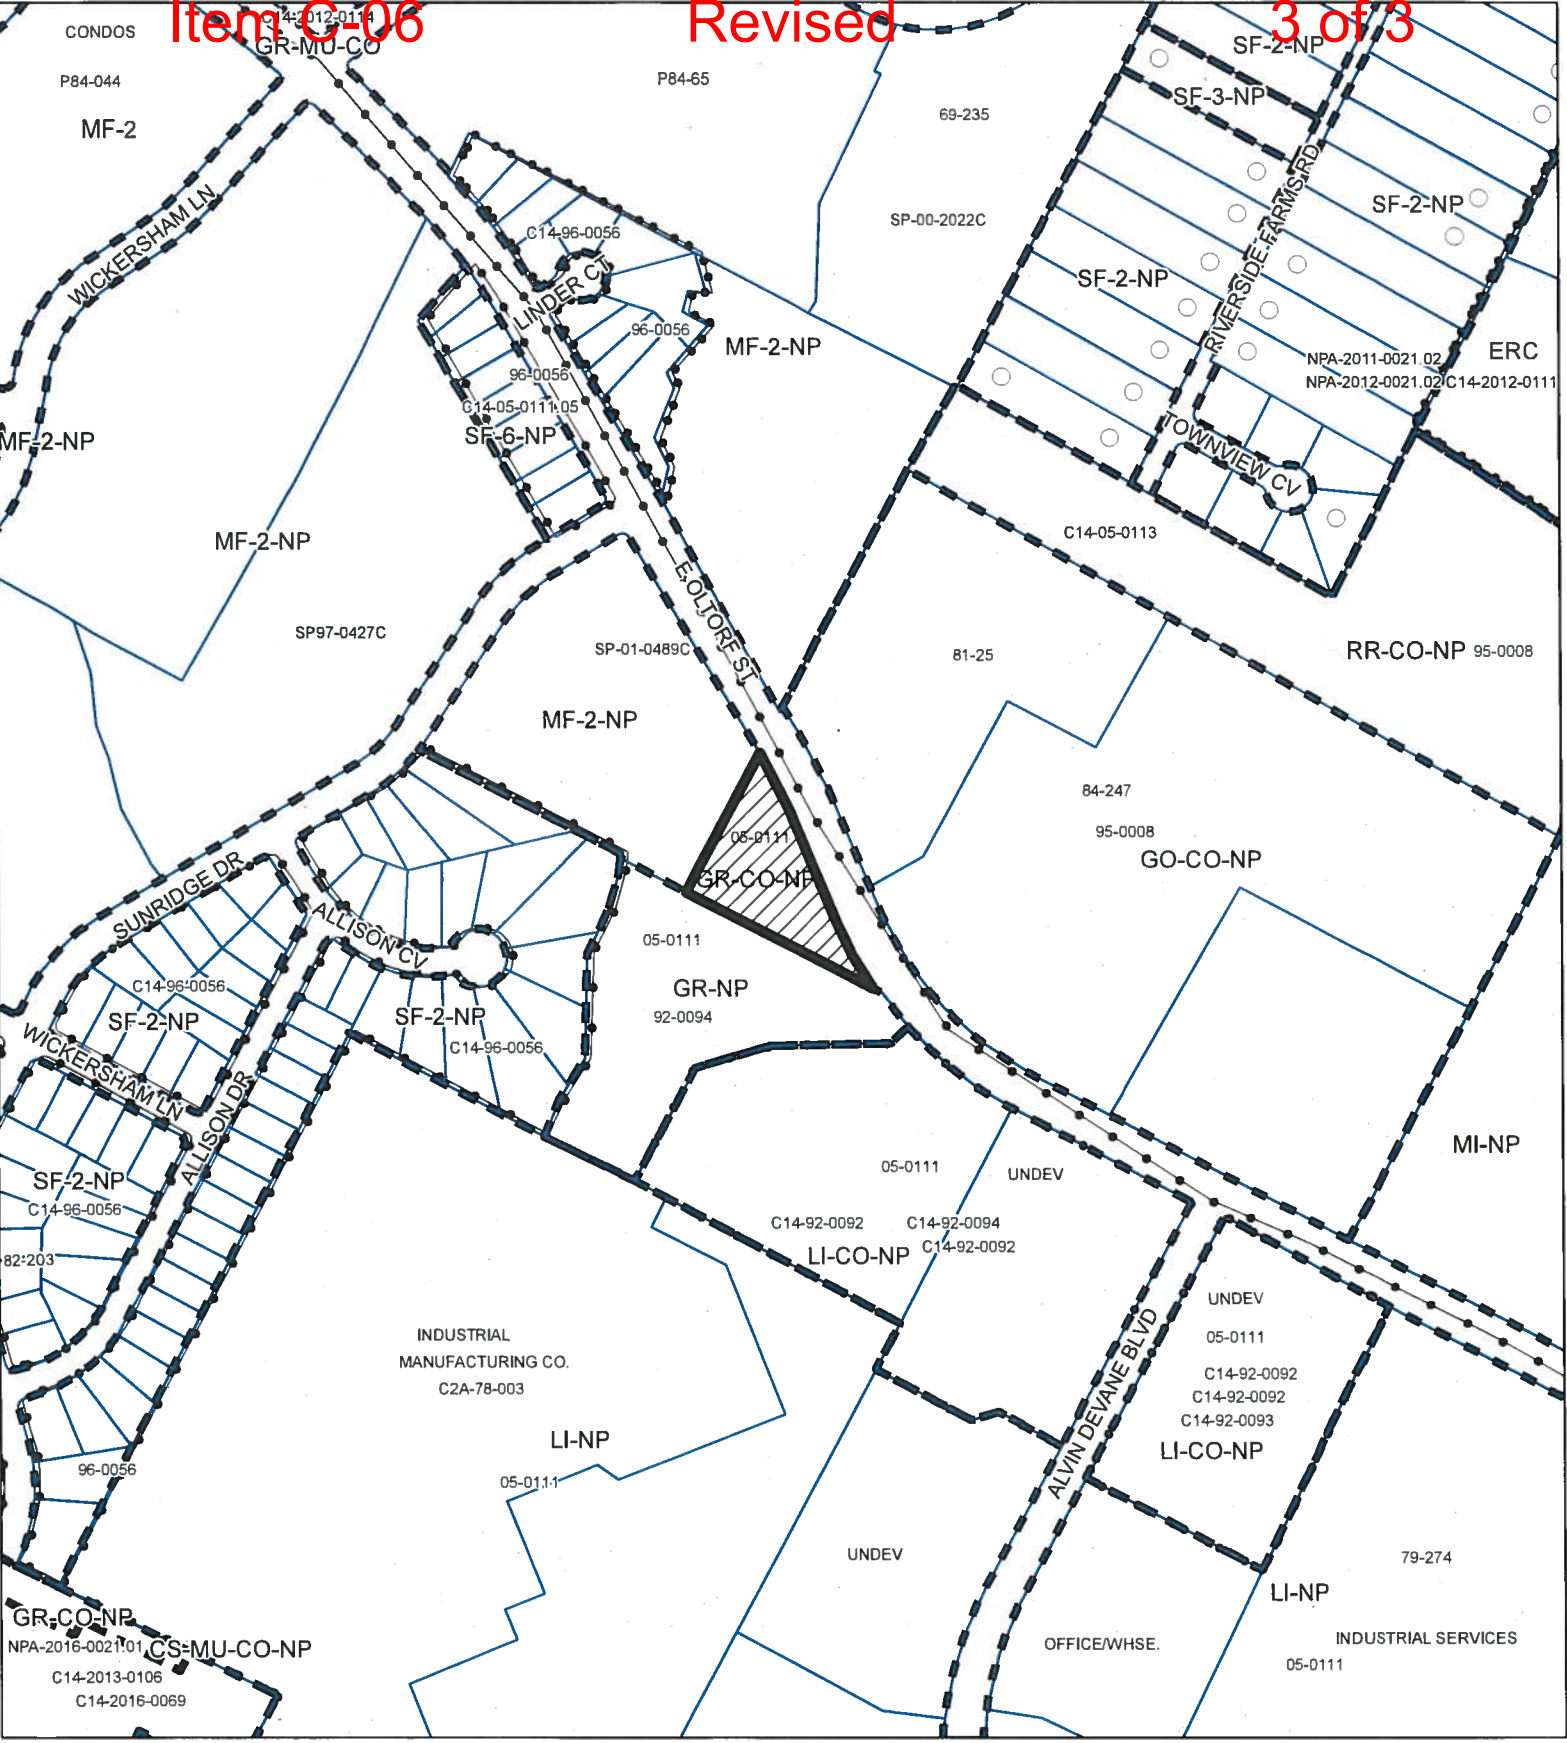 Item C-06
Revised
3 of 3
C14-2012-0114
GR-MU-CO
CONDOS
P84-044
MF-2
P84-65
69-235
SP-00-2022C
SF-2-NP
SF-3-NP
SF-2-NP
SF-2-NP
RIVERSIDE FARMS RD
WICKERSHAM LN
C14-96-0056
LINDER CT
96-0056
MF-2-NP
96-0056
C14-05-0111.05
SF-6-NP
NPA-2011-0021.02
NPA-2012-0021.02
C14-2012-0111
ERC
TOWNVIEW CV
MF-2-NP
MF-2-NP
C14-05-0113
E OLTORF ST
SP97-0427C
SP-01-0489C
81-25
RR-CO-NP
95-0008
MF-2-NP
84-247
95-0008
GO-CO-NP
05-0111
GR-CO-NP
SUNRIDGE DR
ALLISON CV
05-0111
GR-NP
92-0094
C14-96-0056
SF-2-NP
SF-2-NP
C14-96-0056
WICKERSHAM LN
ALLISON DR
MI-NP
05-0111
UNDEV
SF-2-NP
C14-96-0056
C14-92-0092
C14-92-0094
C14-92-0092
LI-CO-NP
82-203
UNDEV
05-0111
C14-92-0092
C14-92-0092
C14-92-0093
LI-CO-NP
ALVIN DEVANE BLVD
INDUSTRIAL
MANUFACTURING CO.
C2A-78-003
LI-NP
05-0111
96-0056
UNDEV
79-274
LI-NP
OFFICE/WHSE.
INDUSTRIAL SERVICES
05-0111
GR-CO-NP
NPA-2016-0021.01
CS-MU-CO-NP
C14-2013-0106
C14-2016-0069